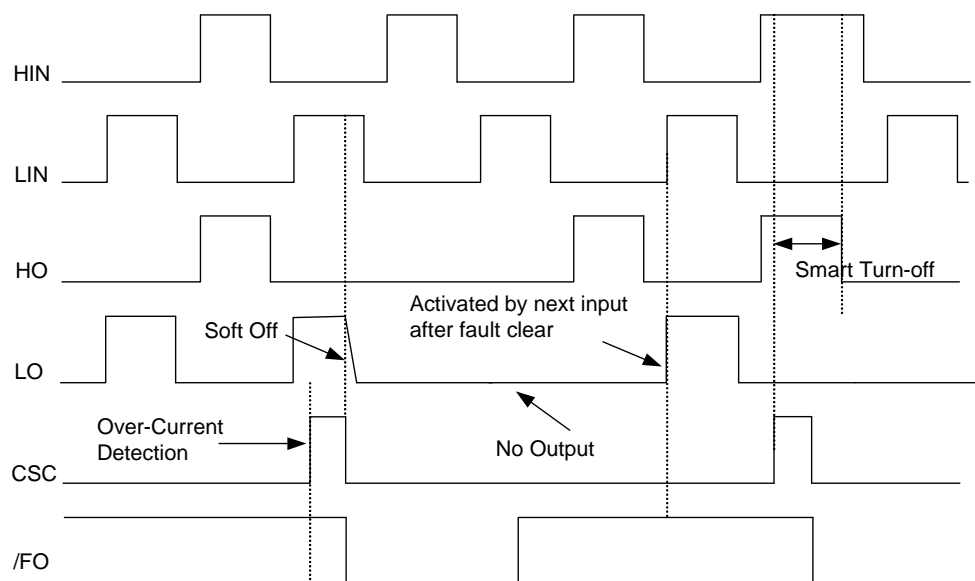 HIN
LIN
HO
Smart Turn-off
Activated by next input
after fault clear
Soft Off
LO
Over-Current
Detection
No Output
CSC
/FO